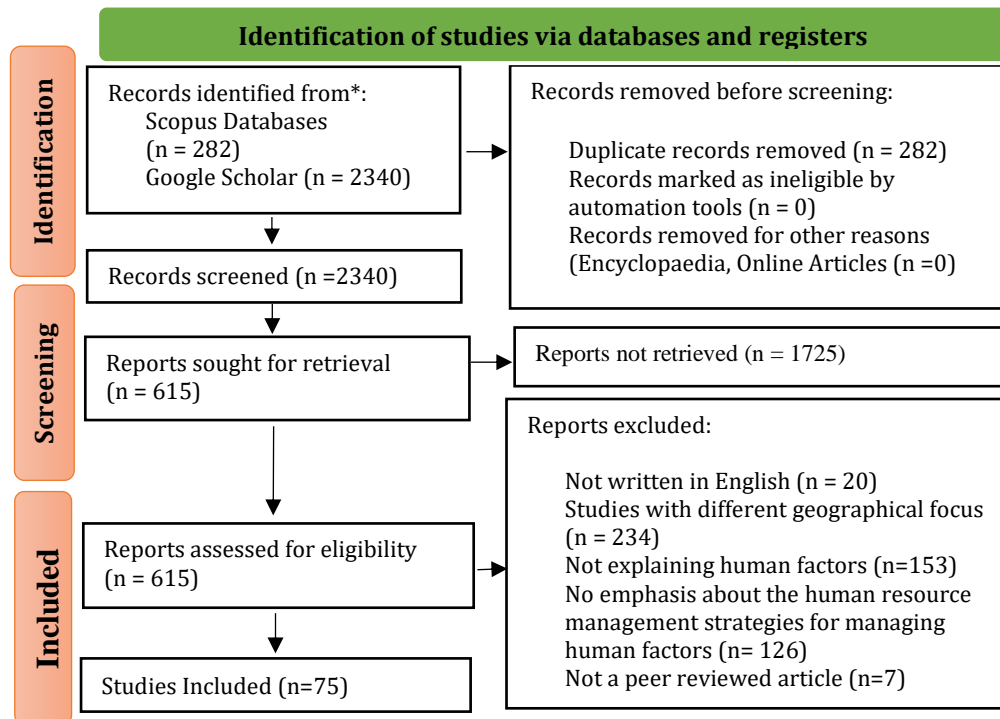 Identification of studies via databases and registers
Identification
Records identified from*:
Scopus Databases
(n = 282)
Google Scholar (n = 2340)
Records removed before screening:
Duplicate records removed (n = 282)
Records marked as ineligible by
automation tools (n = 0)
Records removed for other reasons
(Encyclopaedia, Online Articles (n =0)
Records screened (n =2340)
Screening
Reports sought for retrieval
(n = 615)
Reports not retrieved (n = 1725)
Included
Reports assessed for eligibility
(n = 615)
Reports excluded:
Not written in English (n = 20)
Studies with different geographical focus
(n = 234)
Not explaining human factors (n=153)
No emphasis about the human resource
management strategies for managing
human factors (n= 126)
Not a peer reviewed article (n=7)
Studies Included (n=75)